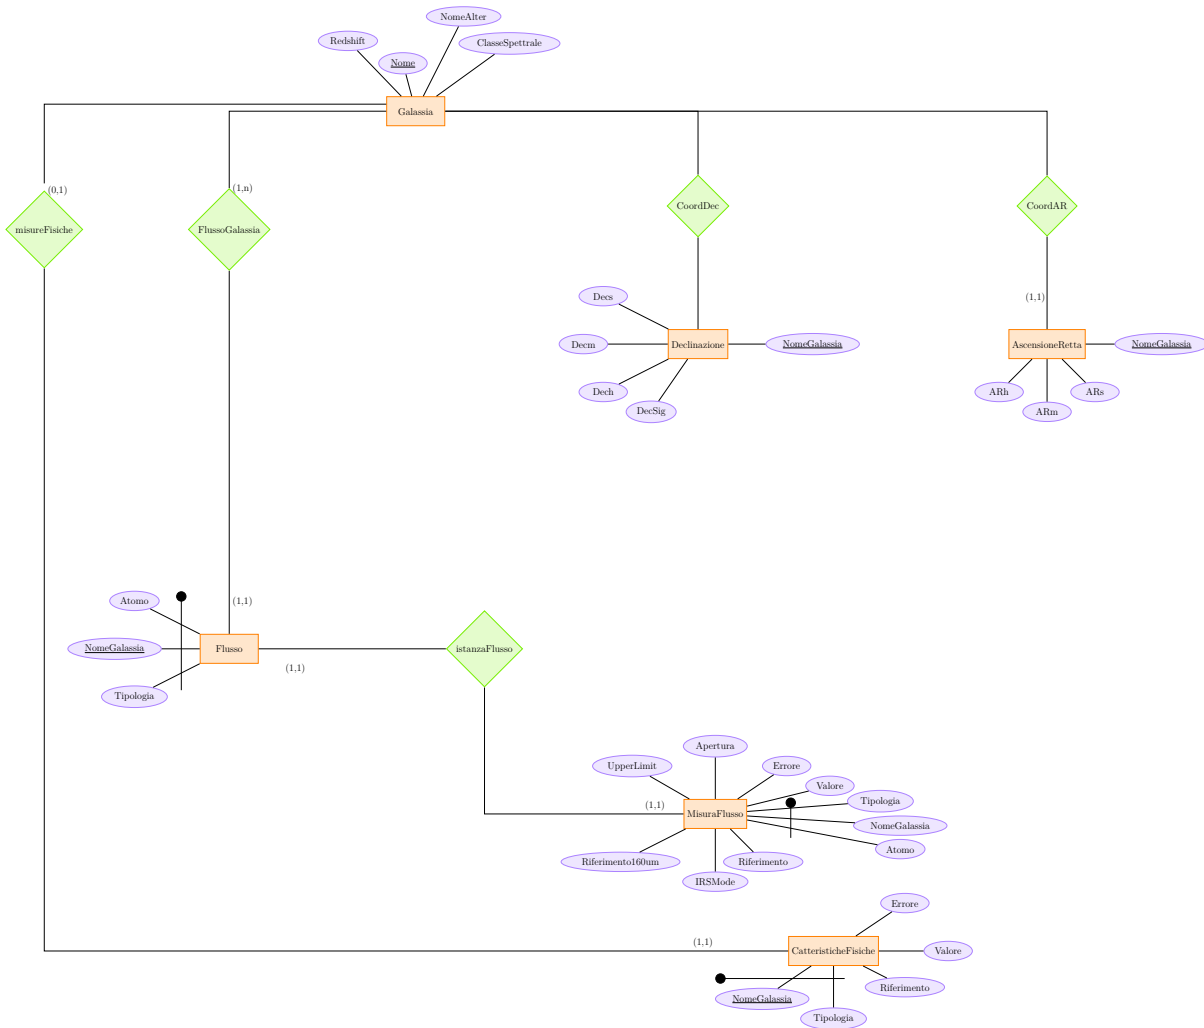 NomeAlter
Redshift
ClasseSpettrale
Nome
Galassia
(0,1)
(1,n)
misureFisiche
FlussoGalassia
CoordDec
CoordAR
Decs
(1,1)
Decm
Declinazione
NomeGalassia
AscensioneRetta
NomeGalassia
Dech
DecSig
ARh
ARs
ARm
Atomo
(1,1)
NomeGalassia
Flusso
istanzaFlusso
(1,1)
Tipologia
Apertura
UpperLimit
Errore
Valore
Tipologia
(1,1)
MisuraFlusso
NomeGalassia
Atomo
Riferimento160um
Riferimento
IRSMode
Errore
(1,1)
CatteristicheFisiche
Valore
Riferimento
NomeGalassia
Tipologia